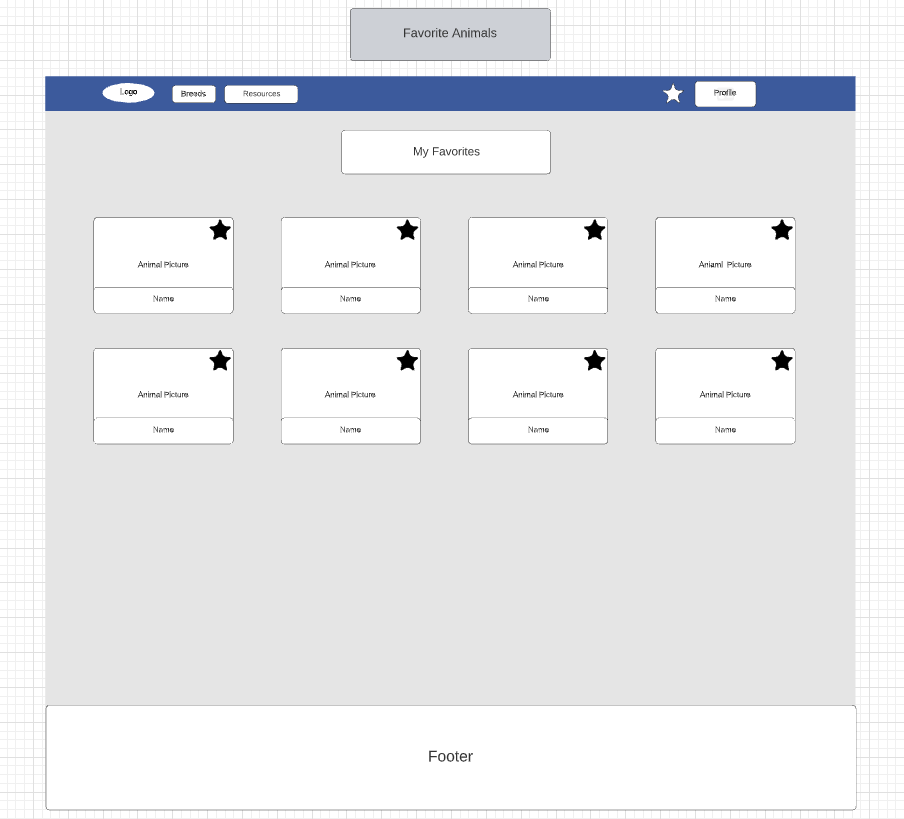 Favorite Animals
Logo
Breeds
Resources
Profile
My Favorites
Animal Picture
Animal Picture
Animal Picture
Aniaml Picture
Name
Name
Name
Name
Animal Picture
Animal Picture
Animal Picture
Animal Picture
Name
Name
Name
Name
Footer